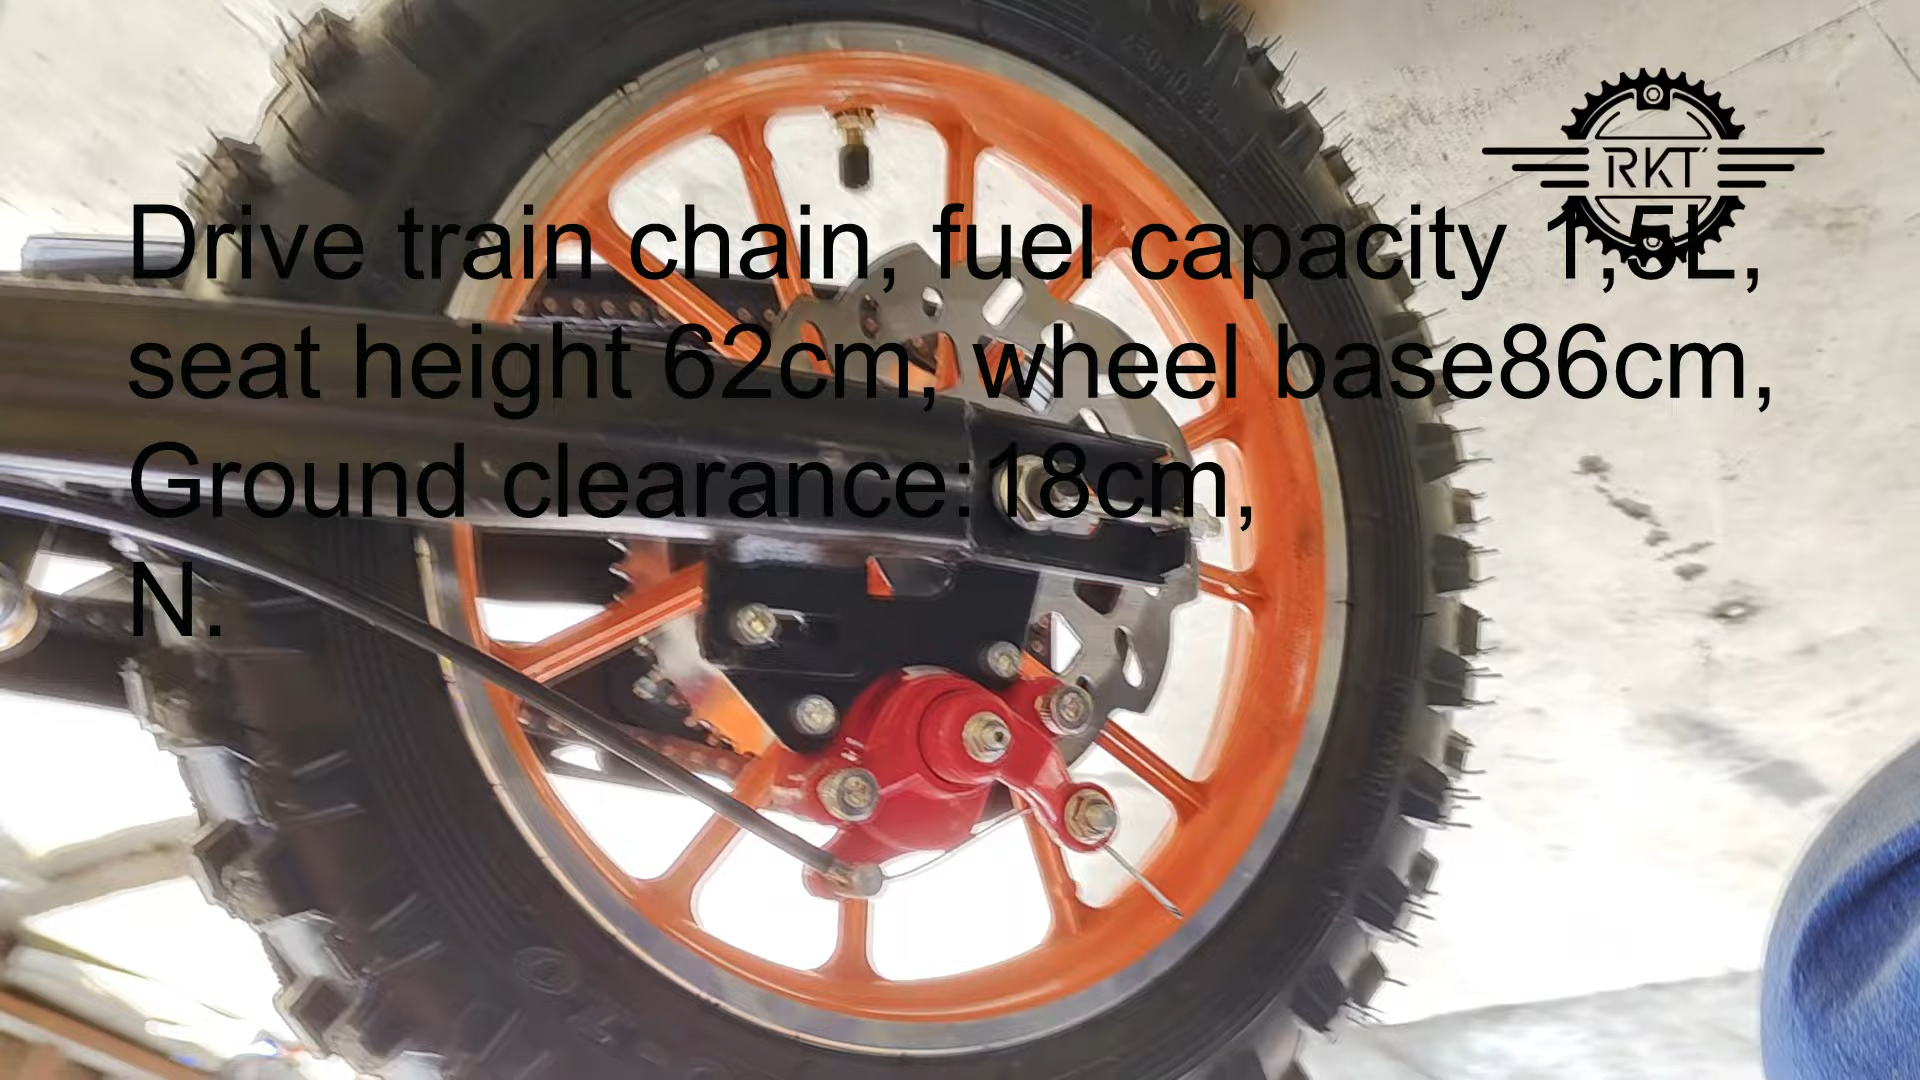 RKT
Drive train chain, fuel capacity 1,5L,
seat height 62cm, wheel base86cm,
Ground clearance:18cm,
N.